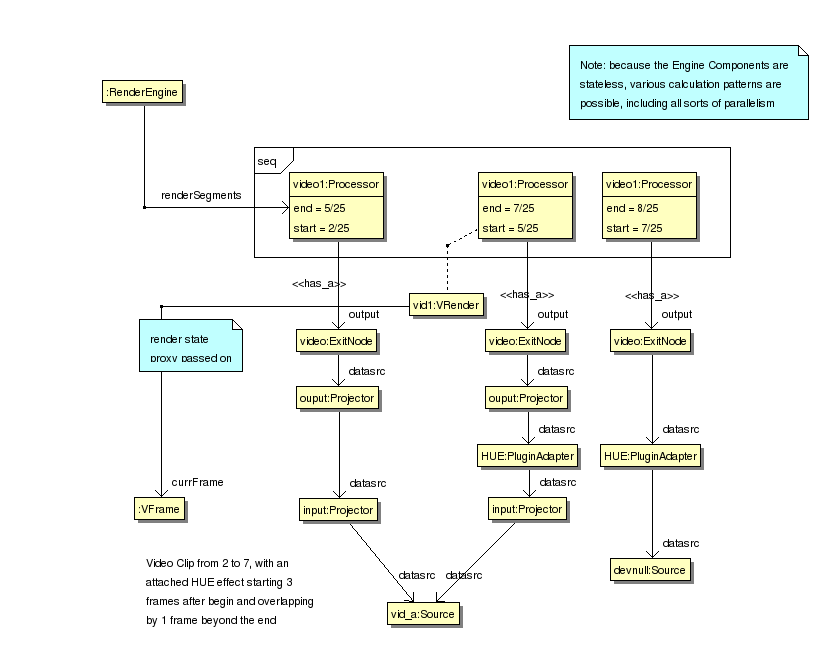 Note: because the Engine Components are
stateless, various calculation patterns are
possible, including all sorts of parallelism
:RenderEngine
seq
renderSegments
video1:Processor
end = 5/25
start = 2/25
video1:Processor
end = 7/25
start = 5/25
video1:Processor
end = 8/25
start = 7/25
<<has_a>>
<<has_a>>
<<has_a>>
vid1:VRender
output
output
output
render state
proxy passed on
video:ExitNode
video:ExitNode
video:ExitNode
datasrc
datasrc
ouput:Projector
ouput:Projector
datasrc
datasrc
HUE:PluginAdapter
HUE:PluginAdapter
currFrame
datasrc
datasrc
:VFrame
input:Projector
input:Projector
datasrc
Video Clip from 2 to 7, with an
attached HUE effect starting 3
frames after begin and overlapping
by 1 frame beyond the end
datasrc
datasrc
devnull:Source
vid_a:Source